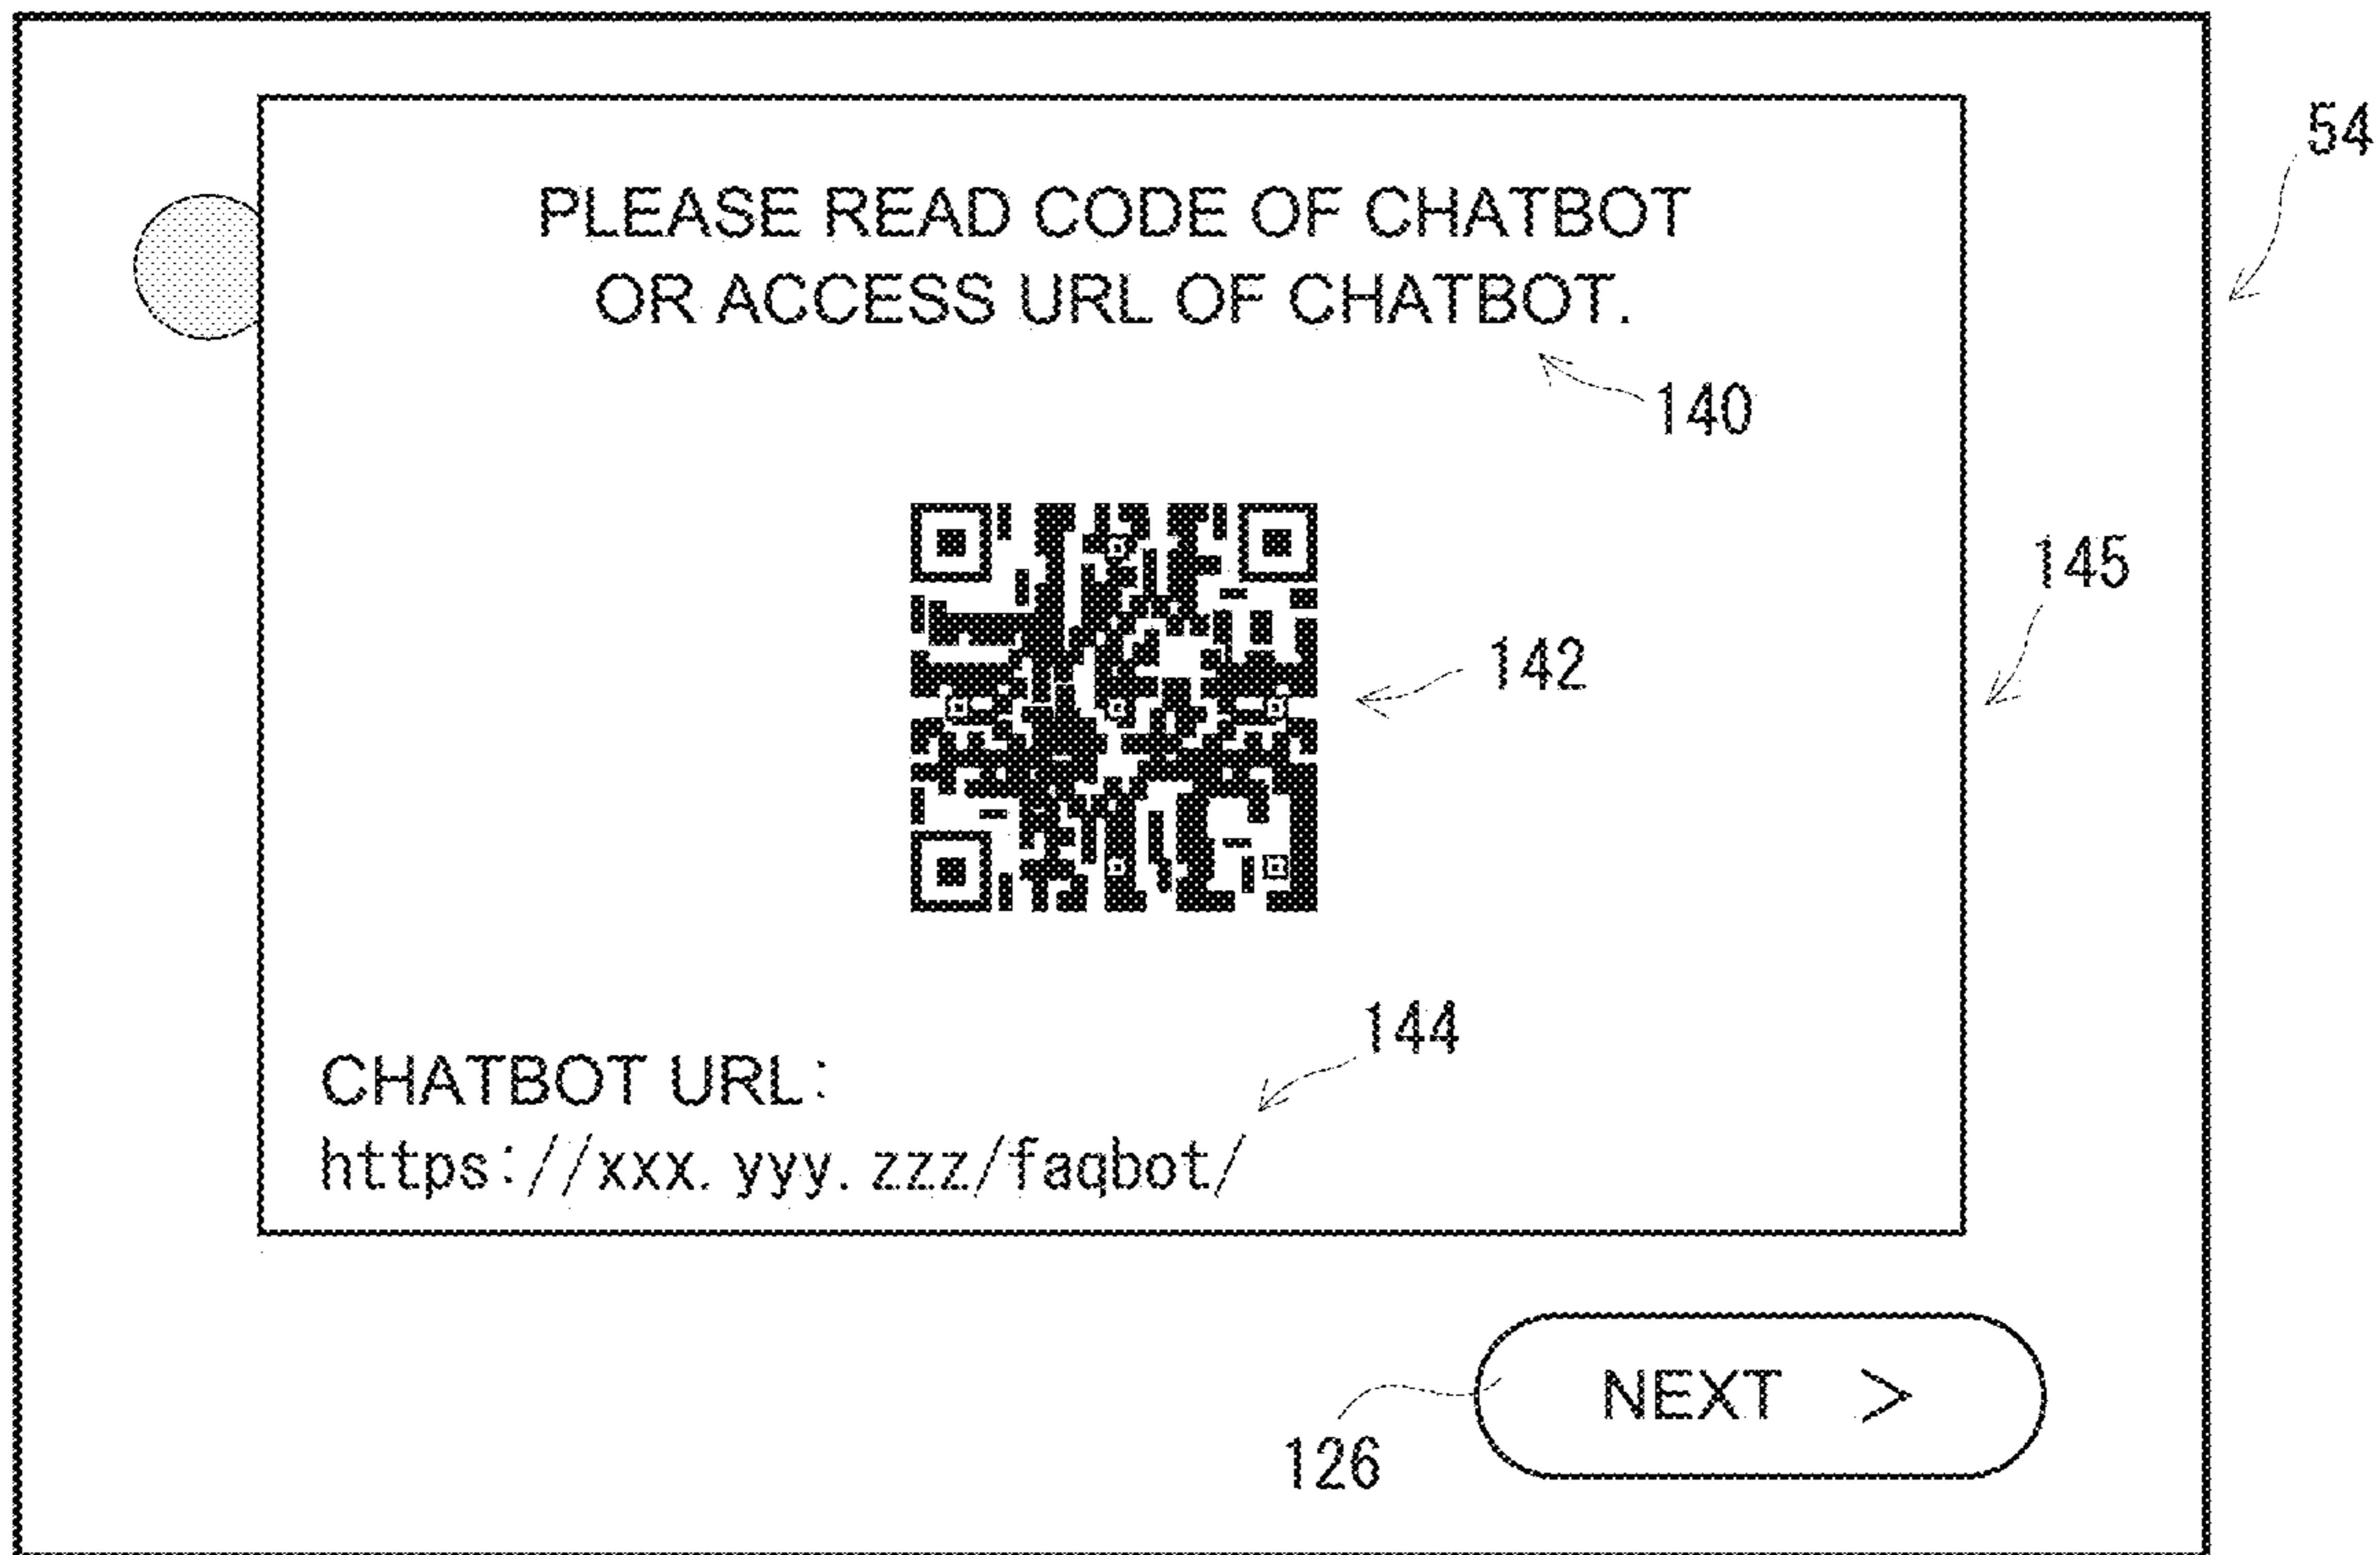 54
PLEASE READ CODE OF CHATBOT
OR ACCESS URL OF CHATBOT.
140
145
142
144
CHATBOT URL:
https://xxx.yyy.zzz/faqbot/
NEXT >
126